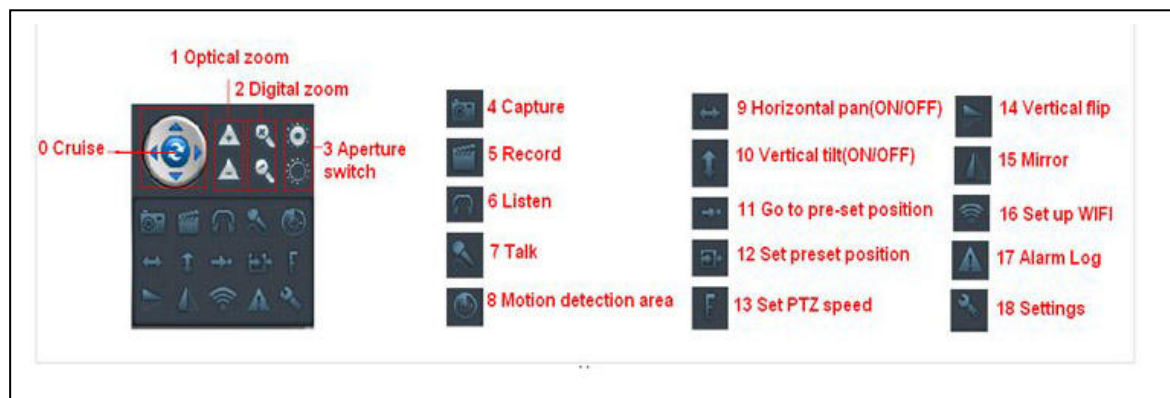 1 Optical zoom
2 Digital zoom
0 Cruise
3 Aperture
switch
4 Capture
5 Record
6 Listen
7 Talk
8 Motion detection area
9 Horizontal pan(ON/OFF)
10 Vertical tilt(ON/OFF)
11 Go to pre-set position
12 Set preset position
13 Set PTZ speed
14 Vertical flip
15 Mirror
16 Set up WIFI
17 Alarm Log
18 Settings